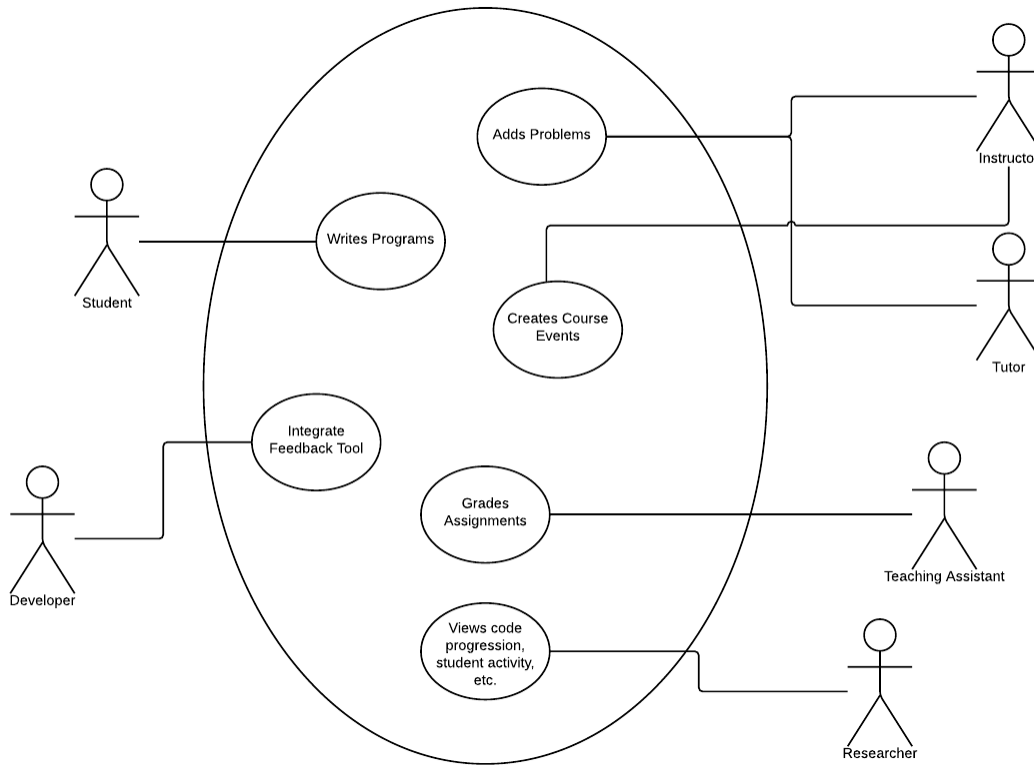 Adds Problems
Instructo
Writes Programs
Student
Creates Course
Events
Tutor
Integrate
Feedback Tool
Grades
Assignments
Teaching Assistant
Developer
Views code
progression,
student activity,
etc.
Researcher